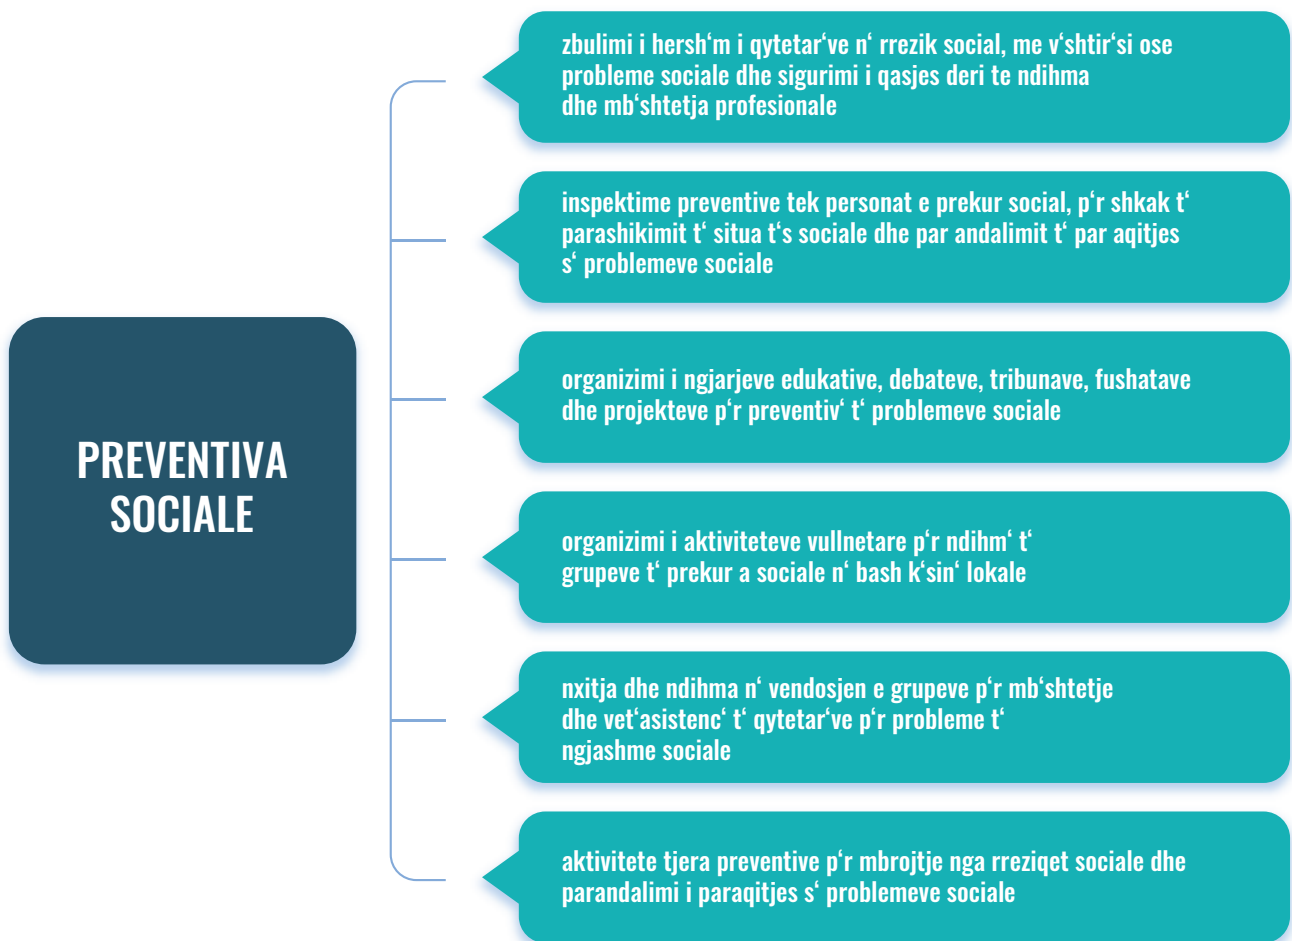 zbulimi i hersh‘m i qytetar‘ve n‘ rrezik social, me v‘shtir‘si ose
probleme sociale dhe sigurimi i qasjes deri te ndihma
dhe mb‘shtetja profesionale
inspektime preventive tek personat e prekur social, p‘r shkak t‘
parashikimit t‘ situa t‘s sociale dhe par andalimit t‘ par aqitjes
s‘ problemeve sociale
organizimi i ngjarjeve edukative, debateve, tribunave, fushatave
dhe projekteve p‘r preventiv‘ t‘ problemeve sociale
PREVENTIVA
SOCIALE
organizimi i aktiviteteve vullnetare p‘r ndihm‘ t‘
grupeve t‘ prekur a sociale n‘ bash k‘sin‘ lokale
nxitja dhe ndihma n‘ vendosjen e grupeve p‘r mb‘shtetje
dhe vet‘asistenc‘ t‘ qytetar‘ve p‘r probleme t‘
ngjashme sociale
aktivitete tjera preventive p‘r mbrojtje nga rreziqet sociale dhe
parandalimi i paraqitjes s‘ problemeve sociale